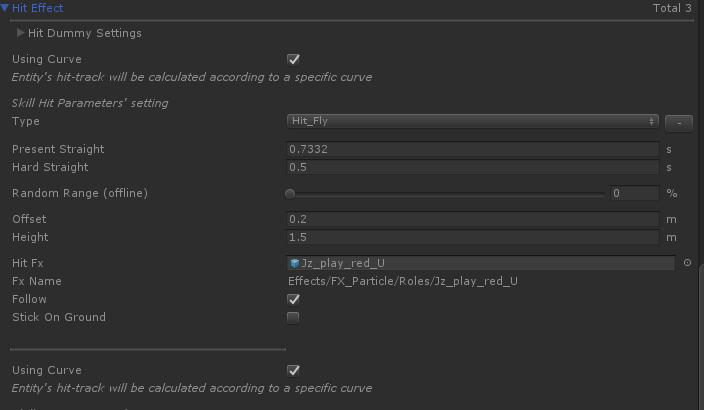 Hit Effect Total 3
Hit Dummy Settings
Using Curve
Entity's hit-track will be calculated according to a specific curve
Skill Hit Parameters' setting
Type Hit_Fly -
Present Straight 0.7332 s
Hard Straight 0.5 s
Random Range (offline) 0 %
Offset 0.2 m
Height 1.5 m
Hit Fx Jz_play_red_U
Fx Name Effects/FX_Particle/Roles/Jz_play_red_U
Follow
Stick On Ground
Using Curve
Entity's hit-track will be calculated according to a specific curve